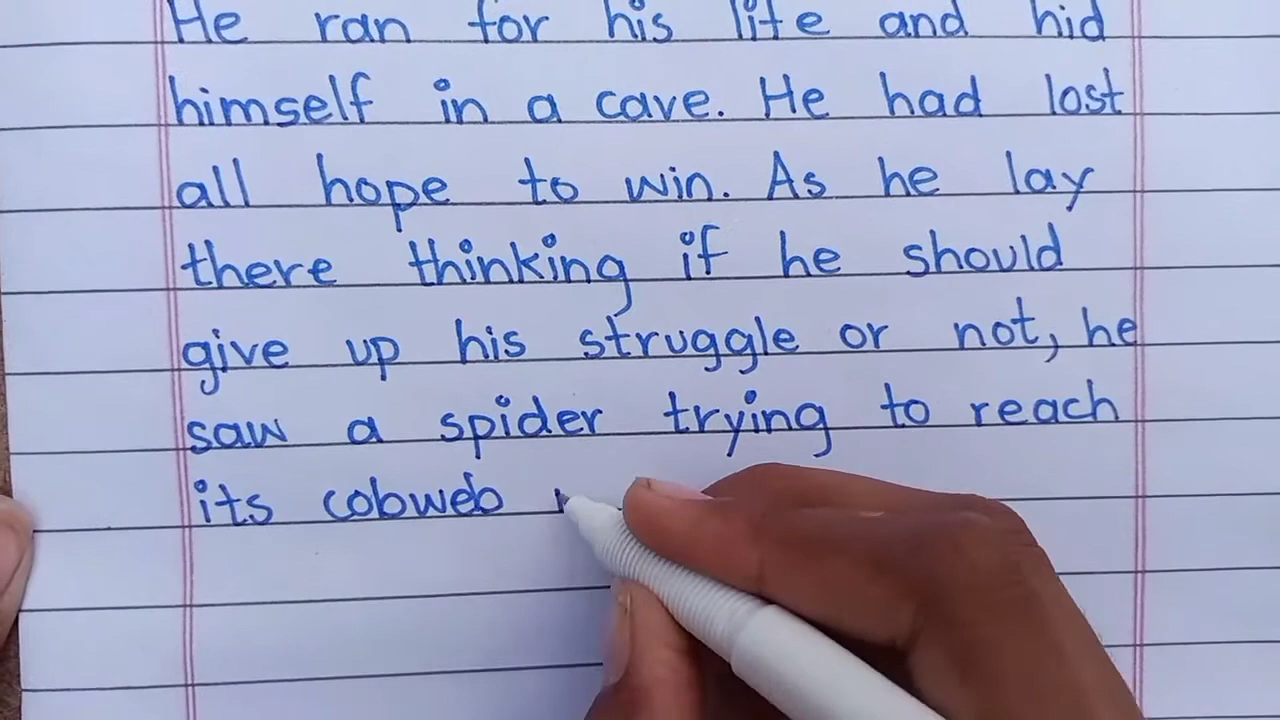 He ran for his life and hid
himself in a cave. He had lost
all hope to win. As he lay
there thinking if he should
give up his struggle or not, he
saw a spider trying to reach
its cobweb